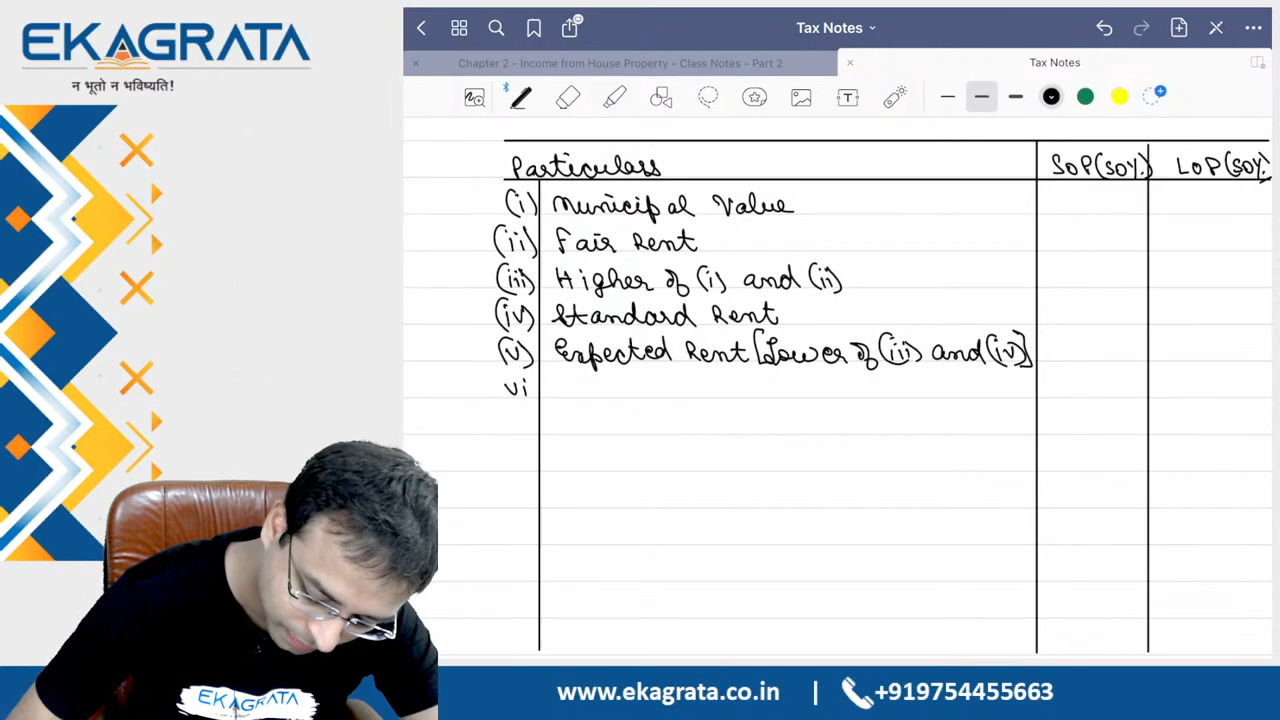 EKAGRATA
न भूतो न भविष्यति!
Tax Notes
Chapter 2 – Income from House Property - Class Notes – Part 2
Tax Notes
Particulars SOP(50%) LOP(50%)
(i) Municipal Value
(ii) Fair Rent
(iii) Higher of (i) and (ii)
(iv) Standard Rent
(v) Expected Rent [Lower of (iii) and (iv)]
vi
EKAGRATA
www.ekagrata.co.in | +919754455663